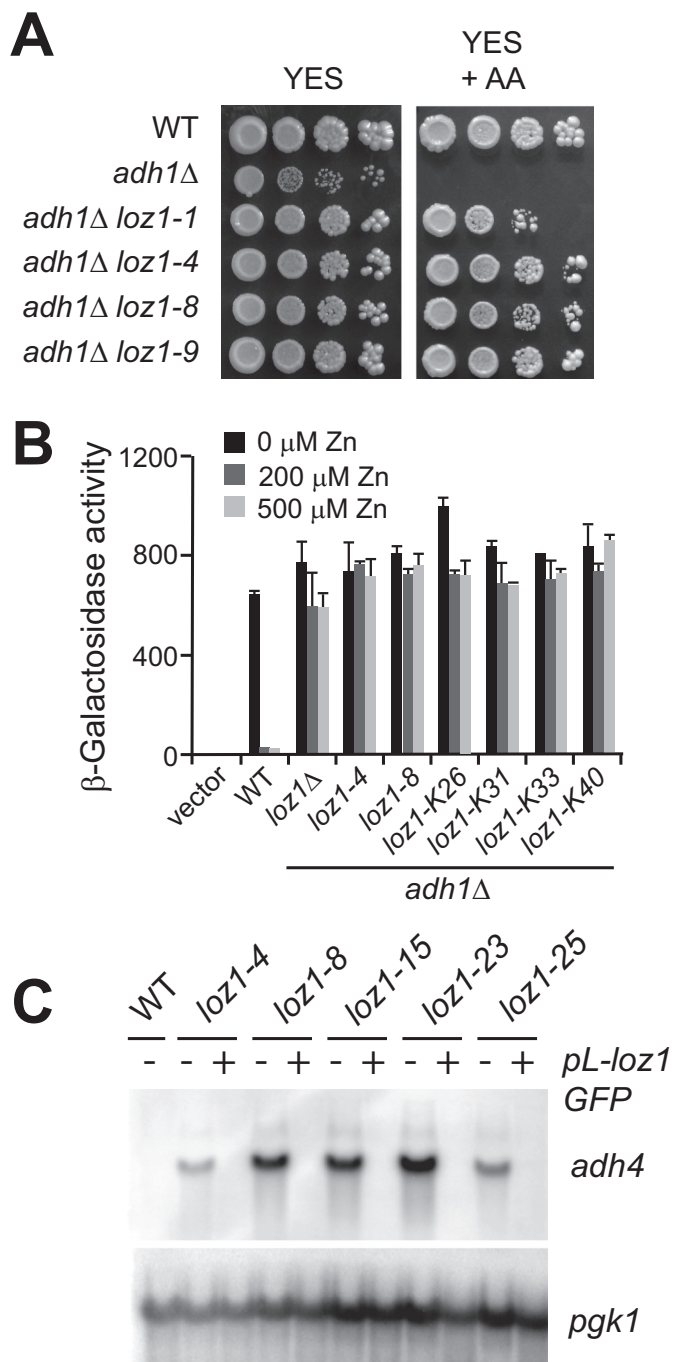 A
YES
YES
+ AA
WT
adh1Δ
adh1Δ loz1-1
adh1Δ loz1-4
adh1Δ loz1-8
adh1Δ loz1-9
B
0 μM Zn
200 μM Zn
500 μM Zn
β-Galactosidase activity
1200
800
400
0
vector
WT
loz1Δ
loz1-4
loz1-8
loz1-K26
loz1-K31
loz1-K33
loz1-K40
adh1Δ
C
WT
loz1-4
loz1-8
loz1-15
loz1-23
loz1-25
- - + - + - + - + - + pL-loz1
GFP
adh4
pgk1